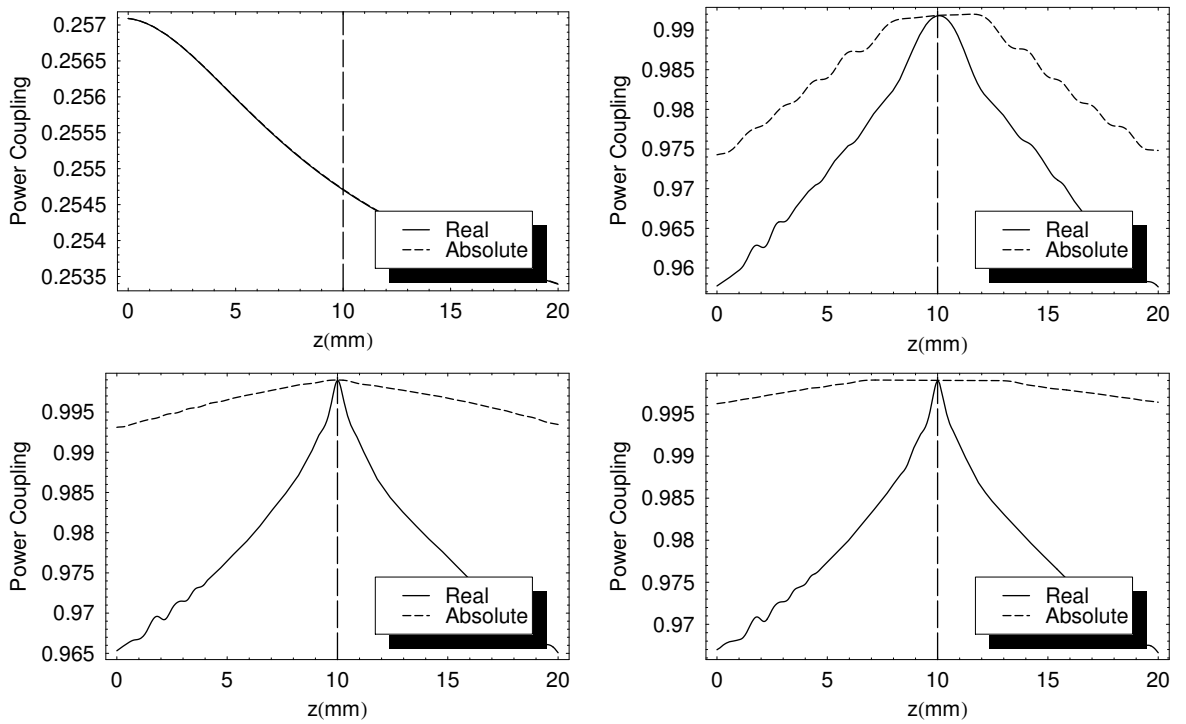 0.257
0.2565
0.256
0.2555
0.255
0.2545
0.254
0.2535
Power Coupling
0 5 10 15 20
z(mm)
Real
Absolute
0.99
0.985
0.98
0.975
0.97
0.965
0.96
Power Coupling
0 5 10 15 20
z(mm)
Real
Absolute
0.995
0.99
0.985
0.98
0.975
0.97
0.965
Power Coupling
0 5 10 15 20
z(mm)
Real
Absolute
0.995
0.99
0.985
0.98
0.975
0.97
Power Coupling
0 5 10 15 20
z(mm)
Real
Absolute